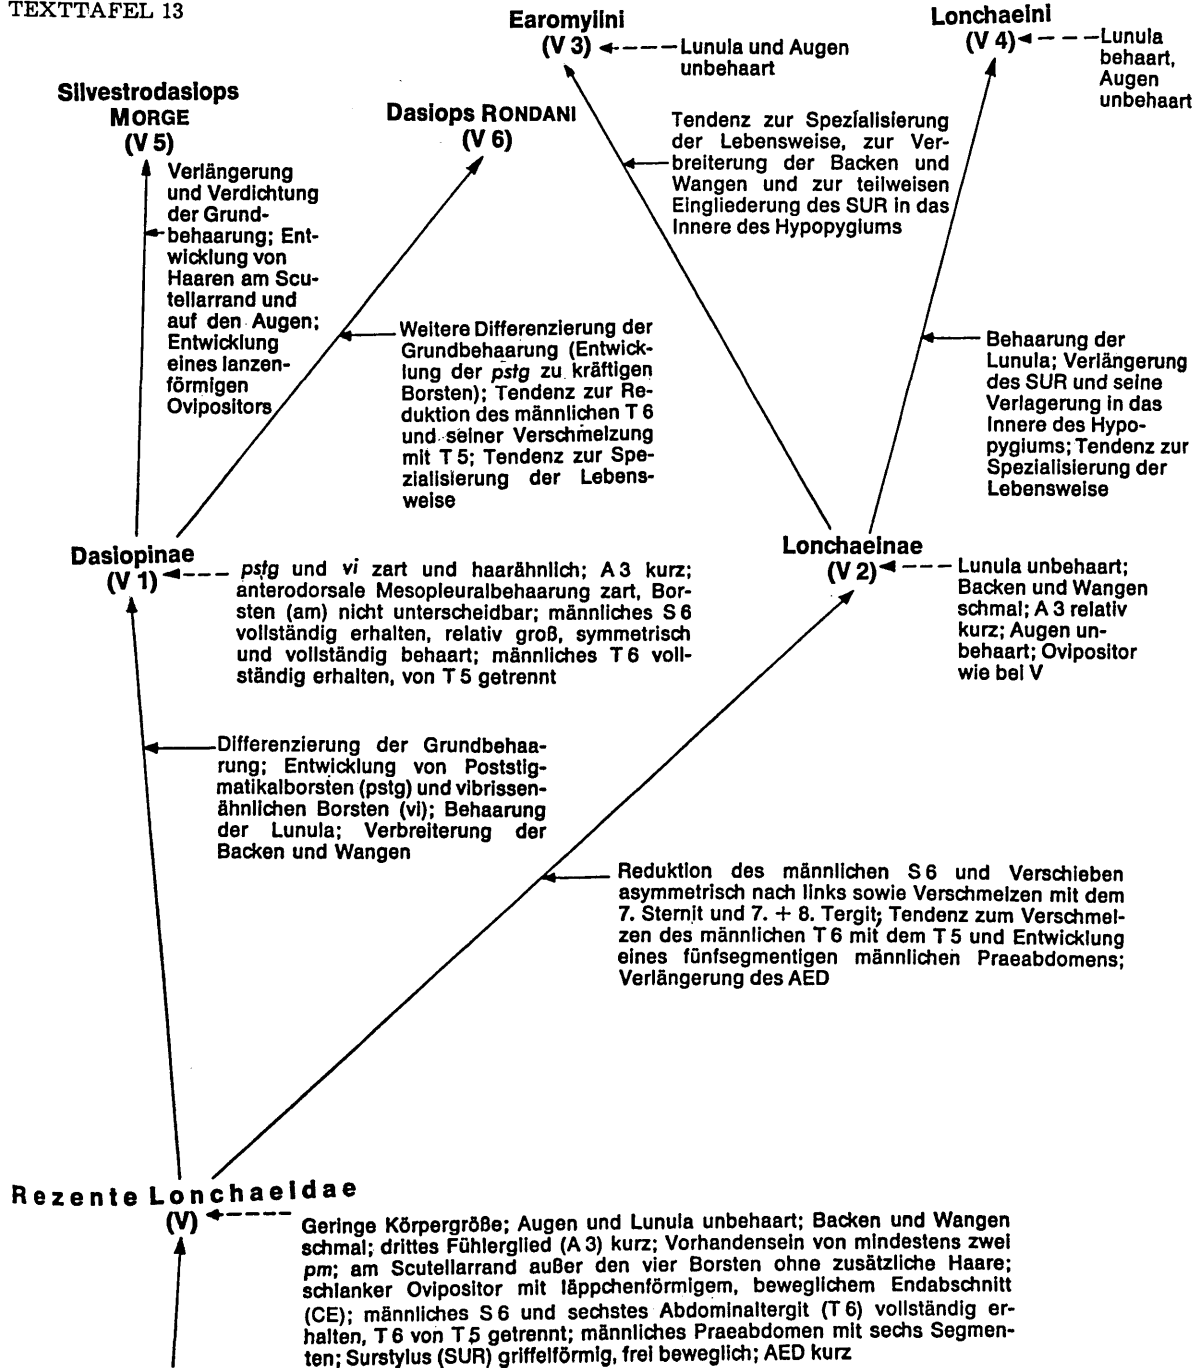 TEXTTAFEL 13
Earomyiini
(V 3)
Lunula und Augen
unbehaart
Lonchaeini
(V 4)
Lunula
behaart,
Augen
unbehaart
Silvestrodasiops
MORGE
(V 5)
Dasiops RONDANI
(V 6)
Tendenz zur Spezialisierung
der Lebensweise, zur Ver-
breiterung der Backen und
Wangen und zur teilweisen
Eingliederung des SUR in das
Innere des Hypopygiums
Verlängerung
und Verdichtung
der Grund-
behaarung; Ent-
wicklung von
Haaren am Scu-
tellarrand und
auf den Augen;
Entwicklung
eines lanzen-
förmigen
Ovipositors
Weitere Differenzierung der
Grundbehaarung (Entwick-
lung der pstg zu kräftigen
Borsten); Tendenz zur Re-
duktion des männlichen T 6
und seiner Verschmelzung
mit T 5; Tendenz zur Spe-
zialisierung der Lebens-
weise
Behaarung der
Lunula; Verlängerung
des SUR und seine
Verlagerung in das
Innere des Hypo-
pygiums; Tendenz zur
Spezialisierung der
Lebensweise
Dasiopinae
(V 1)
pstg und vi zart und haarähnlich; A 3 kurz;
anterodorsale Mesopleuralbehaarung zart, Bor-
sten (am) nicht unterscheidbar; männliches S 6
vollständig erhalten, relativ groß, symmetrisch
und vollständig behaart; männliches T 6 voll-
ständig erhalten, von T 5 getrennt
Lonchaeinae
(V 2)
Lunula unbehaart;
Backen und Wangen
schmal; A 3 relativ
kurz; Augen un-
behaart; Ovipositor
wie bei V
Differenzierung der Grundbehaa-
rung; Entwicklung von Poststig-
matikalborsten (pstg) und vibrissen-
ähnlichen Borsten (vi); Behaarung
der Lunula; Verbreiterung der
Backen und Wangen
Reduktion des männlichen S 6 und Verschieben
asymmetrisch nach links sowie Verschmelzen mit dem
7. Sternit und 7. + 8. Tergit; Tendenz zum Verschmel-
zen des männlichen T 6 mit dem T 5 und Entwicklung
eines fünfsegmentigen männlichen Praeabdomens;
Verlängerung des AED
Rezente Lonchaeidae
(V)
Geringe Körpergröße; Augen und Lunula unbehaart; Backen und Wangen
schmal; drittes Fühlerglied (A 3) kurz; Vorhandensein von mindestens zwei
pm; am Scutellarrand außer den vier Borsten ohne zusätzliche Haare;
schlanker Ovipositor mit läppchenförmigem, beweglichem Endabschnitt
(CE); männliches S 6 und sechstes Abdominaltergit (T 6) vollständig er-
halten, T 6 von T 5 getrennt; männliches Praeabdomen mit sechs Segmen-
ten; Surstylus (SUR) griffelförmig, frei beweglich; AED kurz